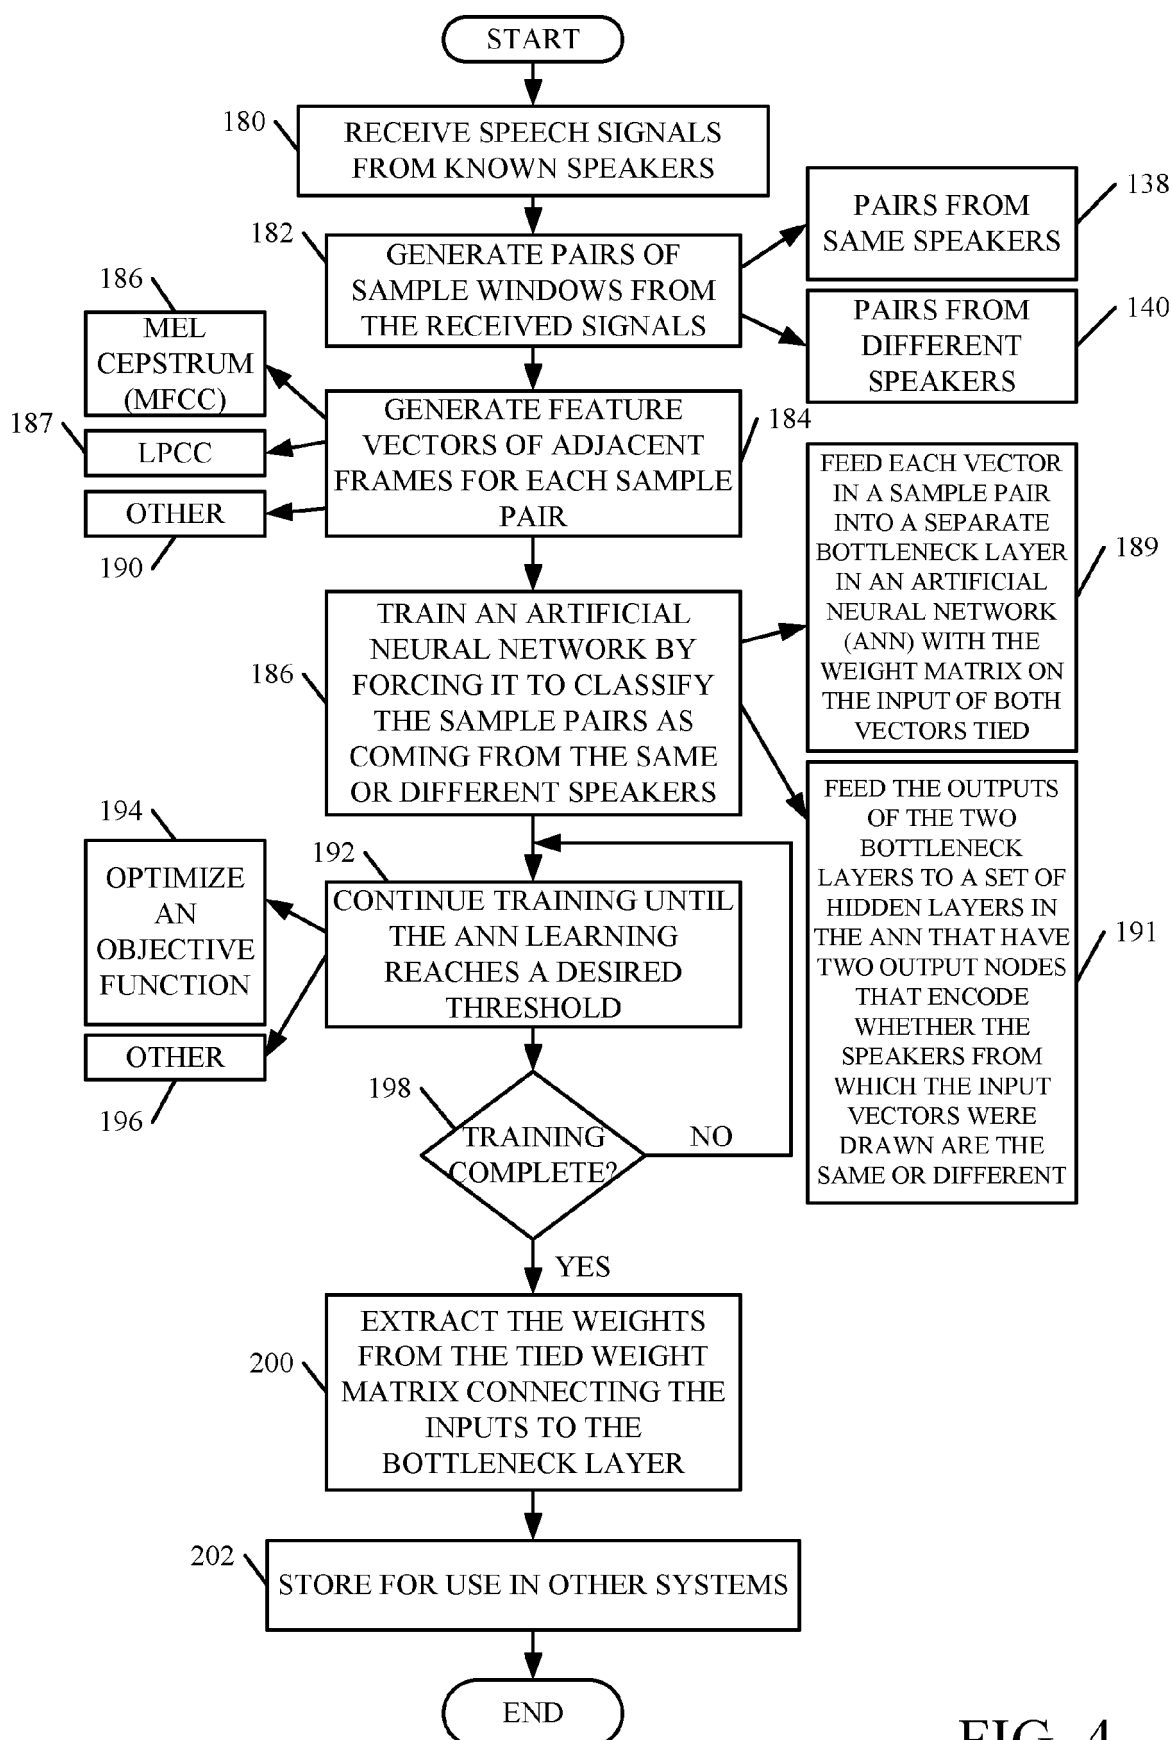 START
180
RECEIVE SPEECH SIGNALS
FROM KNOWN SPEAKERS
138
PAIRS FROM
SAME SPEAKERS
182
GENERATE PAIRS OF
SAMPLE WINDOWS FROM
THE RECEIVED SIGNALS
140
PAIRS FROM
DIFFERENT
SPEAKERS
186
MEL
CEPSTRUM
(MFCC)
187
LPCC
OTHER
190
GENERATE FEATURE
VECTORS OF ADJACENT
FRAMES FOR EACH SAMPLE
PAIR
184
FEED EACH VECTOR
IN A SAMPLE PAIR
INTO A SEPARATE
BOTTLENECK LAYER
IN AN ARTIFICIAL
NEURAL NETWORK
(ANN) WITH THE
WEIGHT MATRIX ON
THE INPUT OF BOTH
VECTORS TIED
189
186
TRAIN AN ARTIFICIAL
NEURAL NETWORK BY
FORCING IT TO CLASSIFY
THE SAMPLE PAIRS AS
COMING FROM THE SAME
OR DIFFERENT SPEAKERS
FEED THE OUTPUTS
OF THE TWO
BOTTLENECK
LAYERS TO A SET OF
HIDDEN LAYERS IN
THE ANN THAT HAVE
TWO OUTPUT NODES
THAT ENCODE
WHETHER THE
SPEAKERS FROM
WHICH THE INPUT
VECTORS WERE
DRAWN ARE THE
SAME OR DIFFERENT
191
194
OPTIMIZE
AN
OBJECTIVE
FUNCTION
OTHER
196
192
CONTINUE TRAINING UNTIL
THE ANN LEARNING
REACHES A DESIRED
THRESHOLD
198
TRAINING
COMPLETE?
NO
YES
200
EXTRACT THE WEIGHTS
FROM THE TIED WEIGHT
MATRIX CONNECTING THE
INPUTS TO THE
BOTTLENECK LAYER
202
STORE FOR USE IN OTHER SYSTEMS
END
FIG. 4